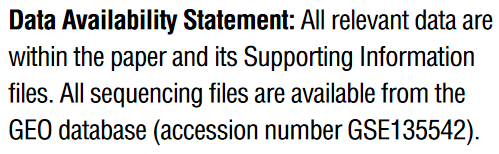 Data Availability Statement: All relevant data are
within the paper and its Supporting Information
files. All sequencing files are available from the
GEO database (accession number GSE135542).